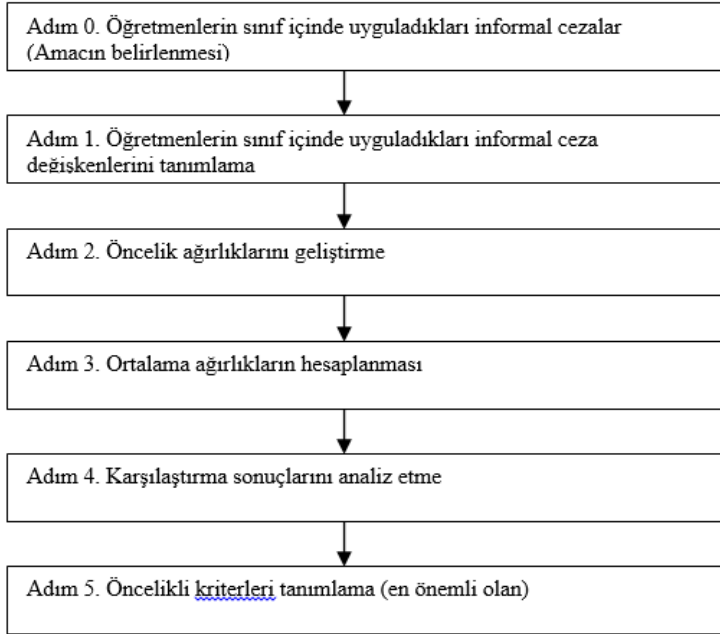 Adım 0. Öğretmenlerin sınıf içinde uyguladıkları informal cezalar
(Amacın belirlenmesi)
Adım 1. Öğretmenlerin sınıf içinde uyguladıkları informal ceza
değişkenlerini tanımlama
Adım 2. Öncelik ağırlıklarını geliştirme
Adım 3. Ortalama ağırlıkların hesaplanması
Adım 4. Karşılaştırma sonuçlarını analiz etme
Adım 5. Öncelikli kriterleri tanımlama (en önemli olan)